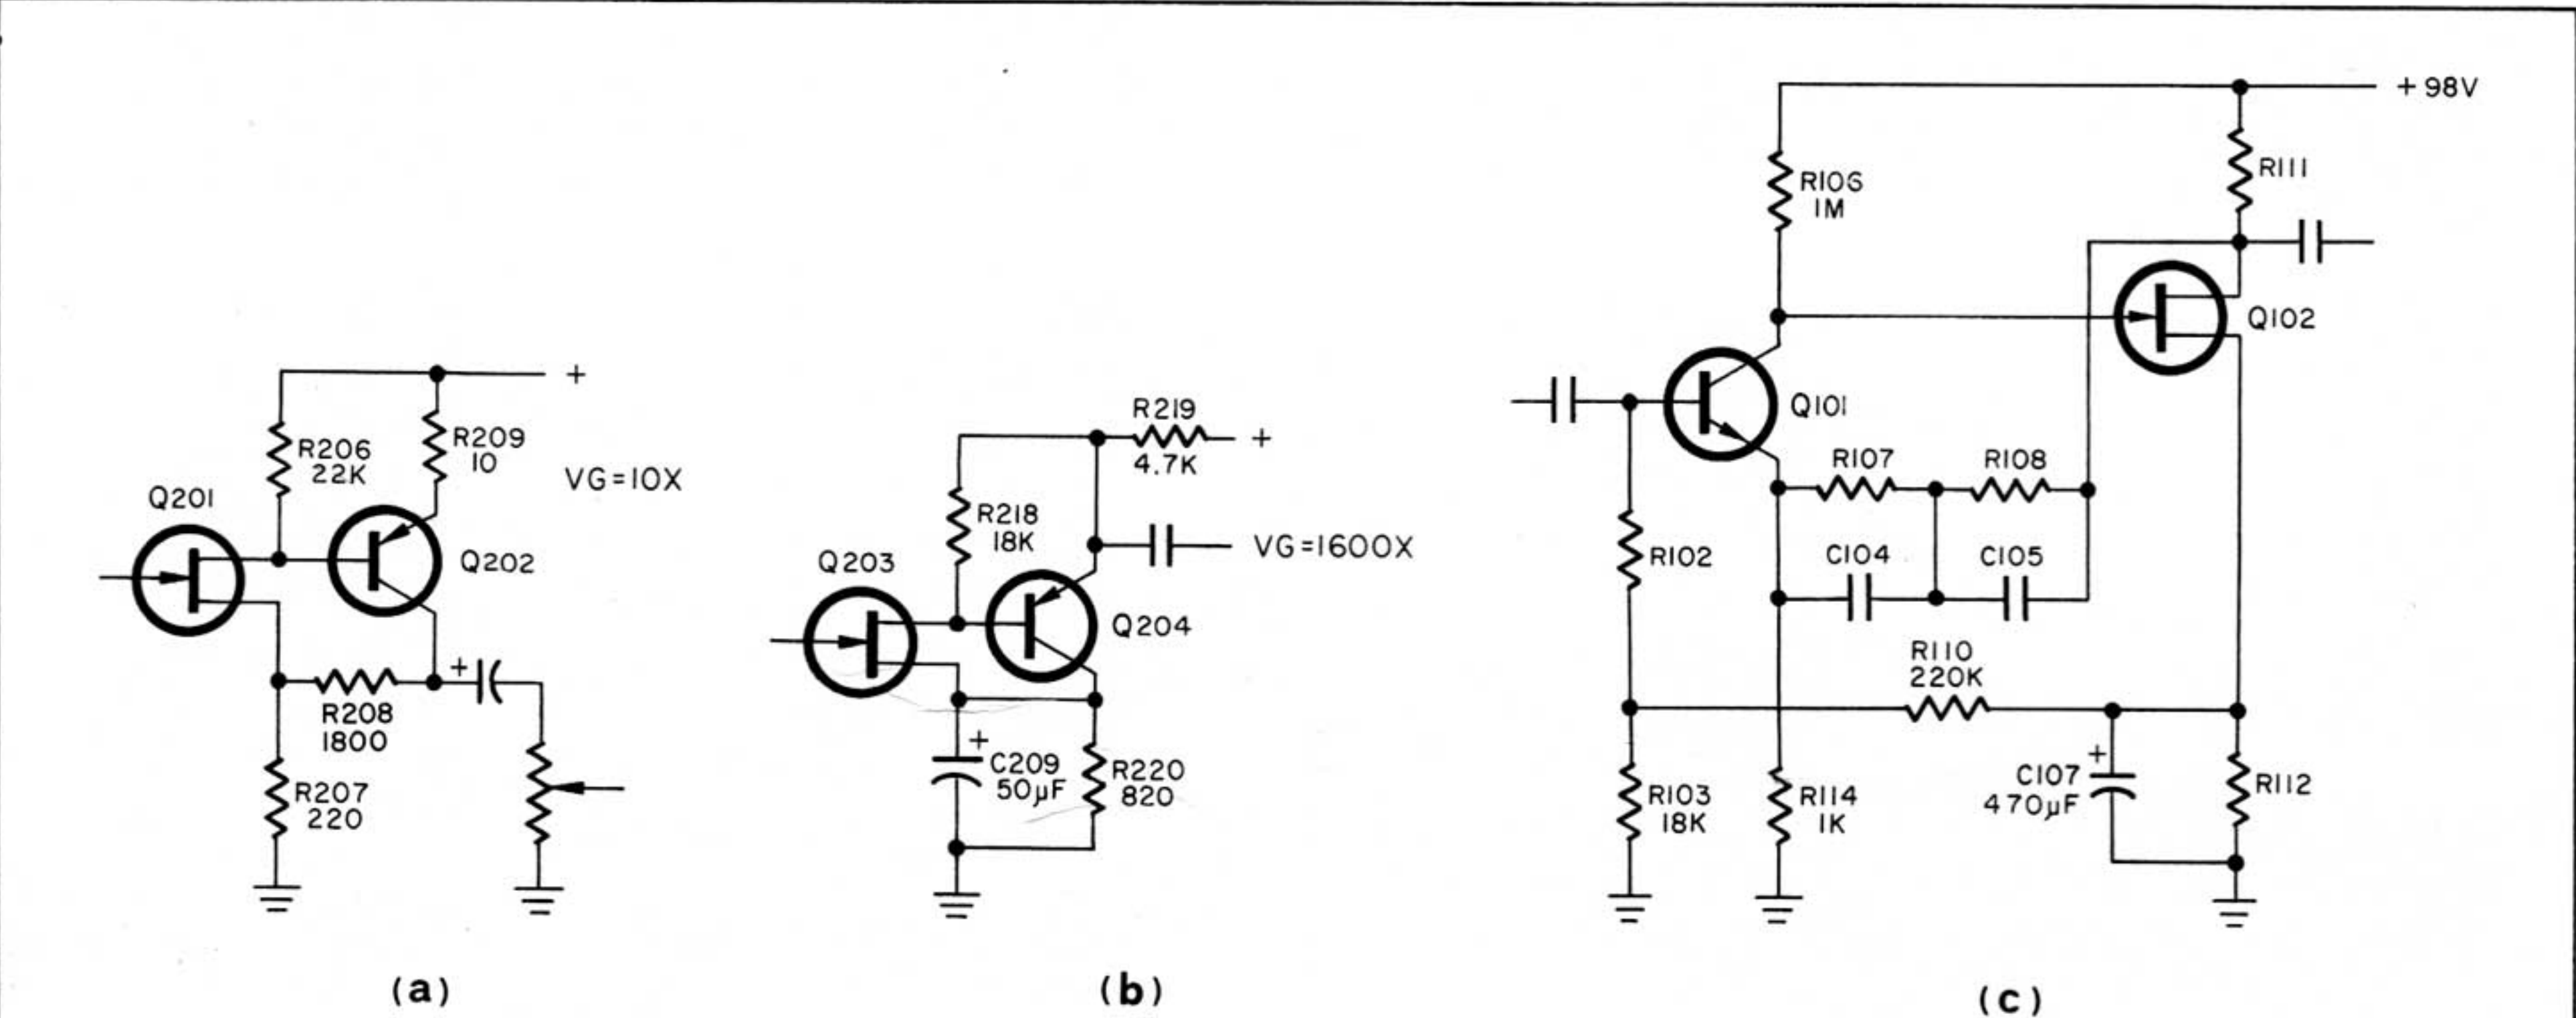 +
R206
22K
R209
10
VG=10X
Q201
Q202
+
R208
1800
R207
220
(a)
R219
+
4.7K
R218
18K
VG=1600X
Q203
Q204
+
C209
50µF
R220
820
(b)
+98V
R111
R106
1M
Q102
Q101
R107
R108
R102
C104
C105
R110
220K
+
C107
470µF
R112
R103
18K
R114
1K
(c)